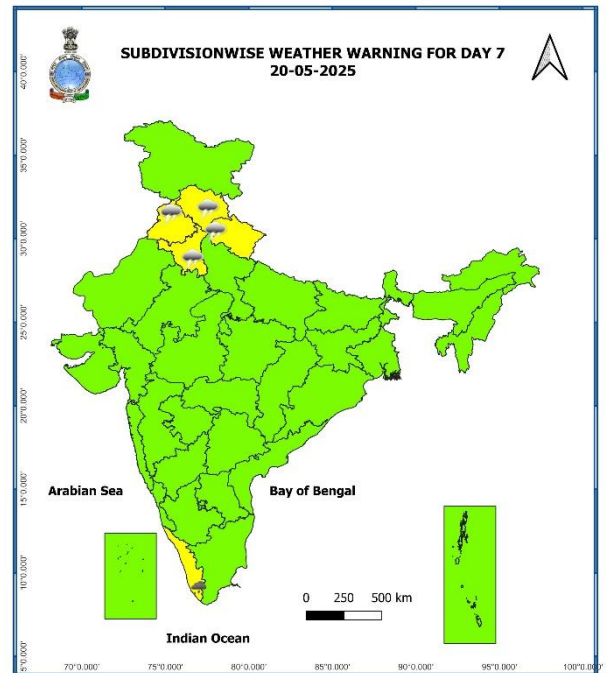 SUBDIVISIONWISE WEATHER WARNING FOR DAY 7
20-05-2025
40°0.000'
35°0.000'
30°0.000'
25°0.000'
20°0.000'
15°0.000'
10°0.000'
5°0.000'
Arabian Sea
Bay of Bengal
0 250 500 km
Indian Ocean
70°0.000' 75°0.000' 80°0.000' 85°0.000' 90°0.000' 95°0.000' 100°0.000'